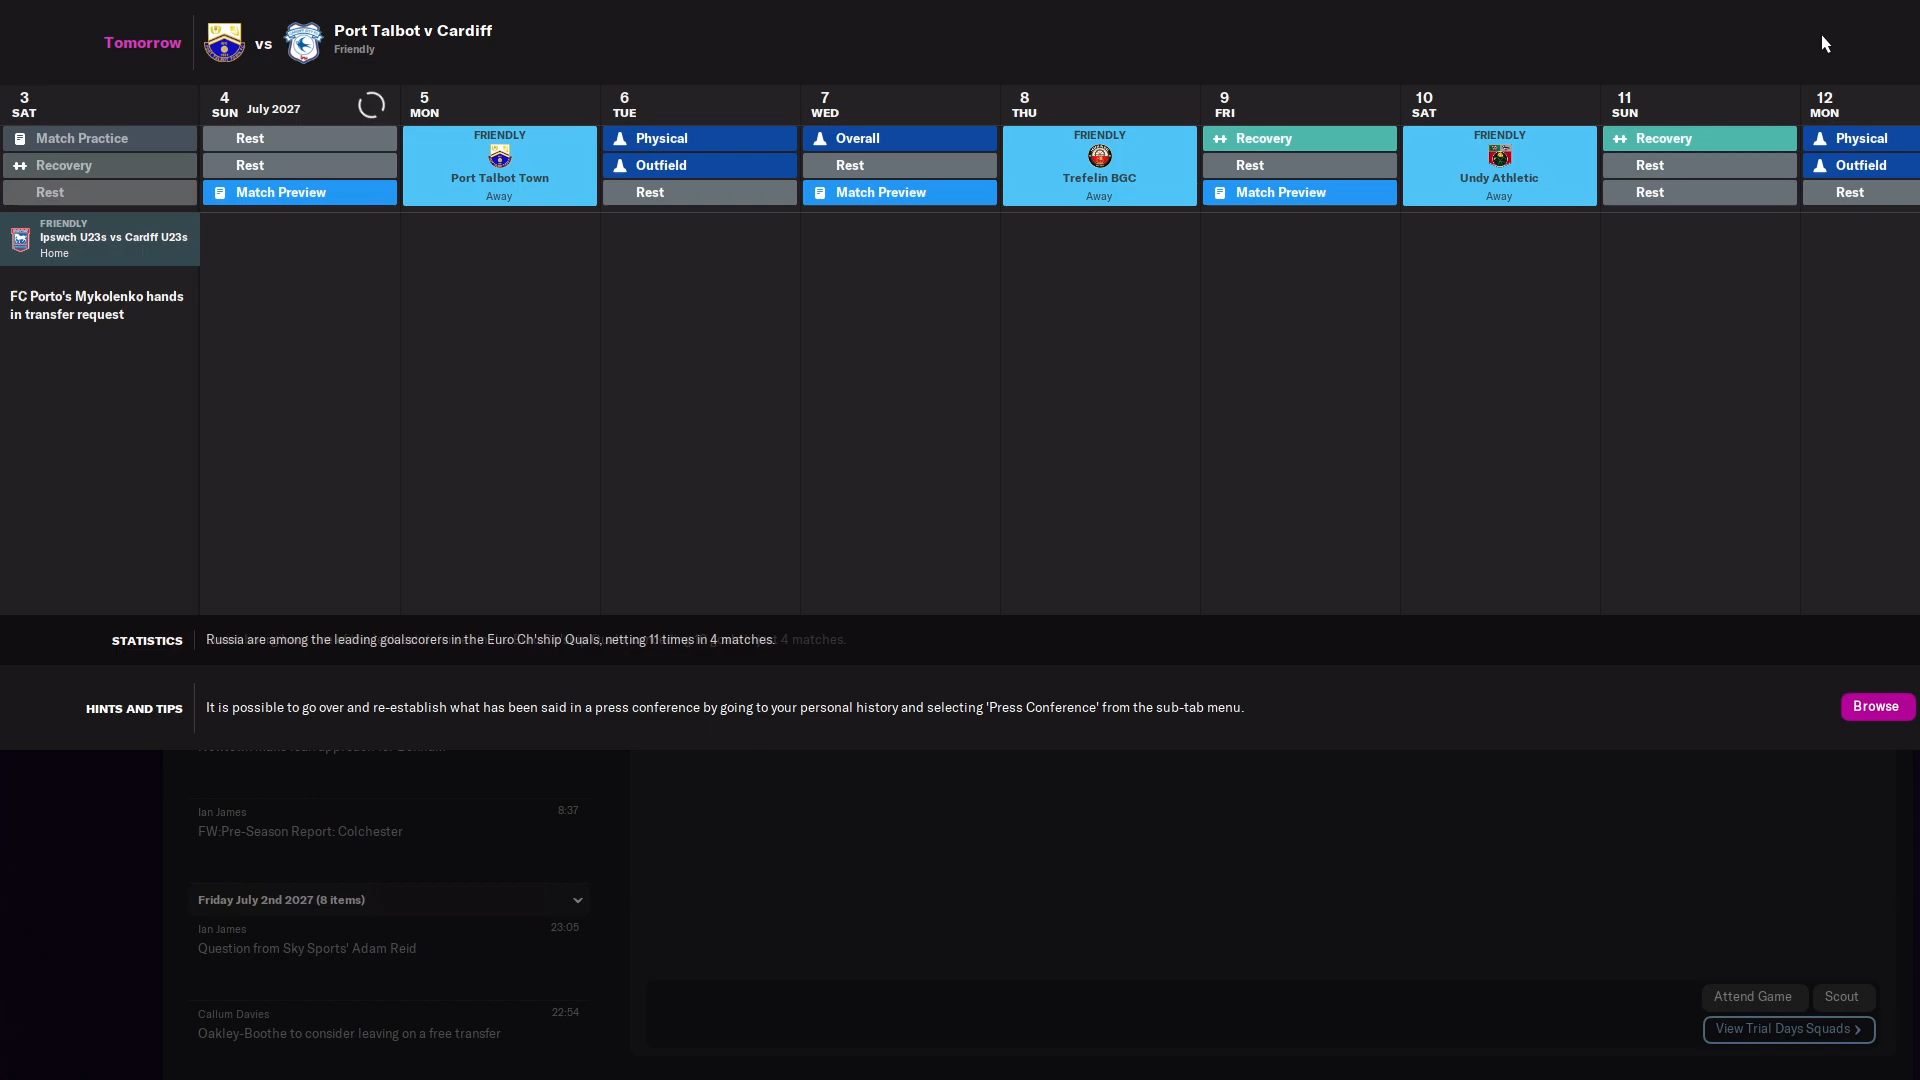 Tomorrow
vs
Port Talbot v Cardiff
Friendly
3
SAT
4
SUN July 2027
5
MON
6
TUE
7
WED
8
THU
9
FRI
10
SAT
11
SUN
12
MON
Match Practice
Recovery
Rest
Rest
Rest
Match Preview
FRIENDLY
Port Talbot Town
Away
Physical
Outfield
Rest
Overall
Rest
Match Preview
FRIENDLY
Trefelin BGC
Away
Recovery
Rest
Match Preview
FRIENDLY
Undy Athletic
Away
Recovery
Rest
Rest
Physical
Outfield
Rest
FRIENDLY
Ipswch U23s vs Cardff U23s
Home
FC Porto's Mykolenko hands
in transfer request
STATISTICS
Russia are among the leading goalscorers in the Euro Ch'ship Quals, netting 11 times in 4 matches.
4 matches.
HINTS AND TIPS
It is possible to go over and re-establish what has been said in a press conference by going to your personal history and selecting 'Press Conference' from the sub-tab menu.
Browse
Ian James 8:37
FW:Pre-Season Report: Colchester
Friday July 2nd 2027 (8 items)
Ian James 23:05
Question from Sky Sports' Adam Reid
Callum Davies 22:54
Oakley-Boothe to consider leaving on a free transfer
Attend Game
Scout
View Trial Days Squads